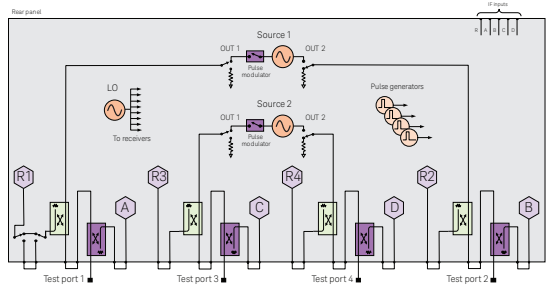 Rear panel
IF inputs
R A B C D
Source 1
OUT 1
OUT 2
Pulse
modulator
LO
To receivers
Pulse generators
Source 2
OUT 1
OUT 2
Pulse
modulator
R1
R3
R4
R2
A
C
D
B
Test port 1
Test port 3
Test port 4
Test port 2